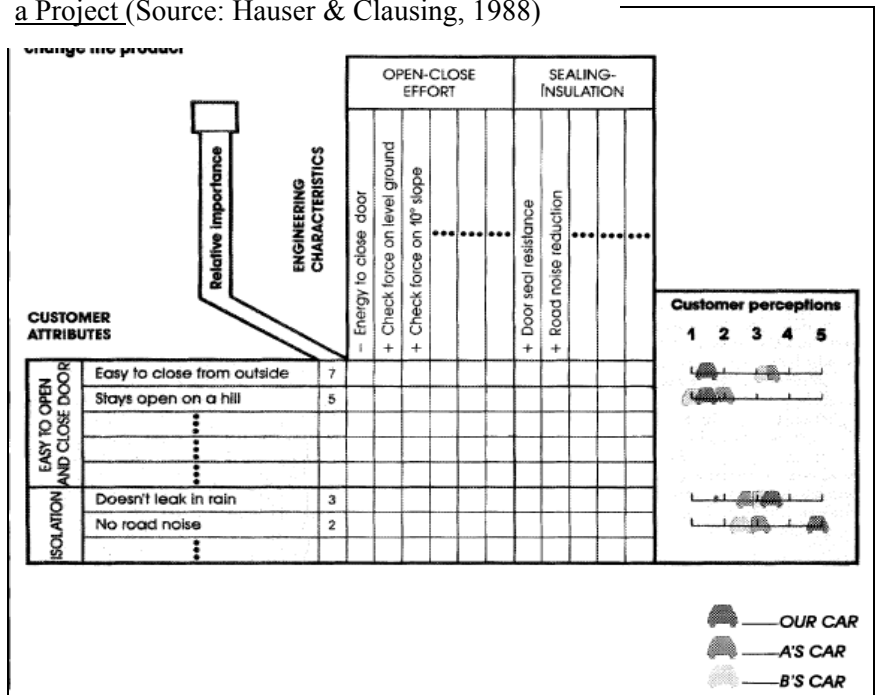 a Project (Source: Hauser & Clausing, 1988)
change the product
OPEN-CLOSE
EFFORT
SEALING-
INSULATION
Relative importance
ENGINEERING
CHARACTERISTICS
– Energy to close door
+ Check force on level ground
+ Check force on 10° slope
+ Door seal resistance
+ Road noise reduction
CUSTOMER
ATTRIBUTES
Customer perceptions
1 2 3 4 5
EASY TO OPEN
AND CLOSE DOOR
Easy to close from outside 7
Stays open on a hill 5
ISOLATION
Doesn't leak in rain 3
No road noise 2
OUR CAR
A'S CAR
B'S CAR